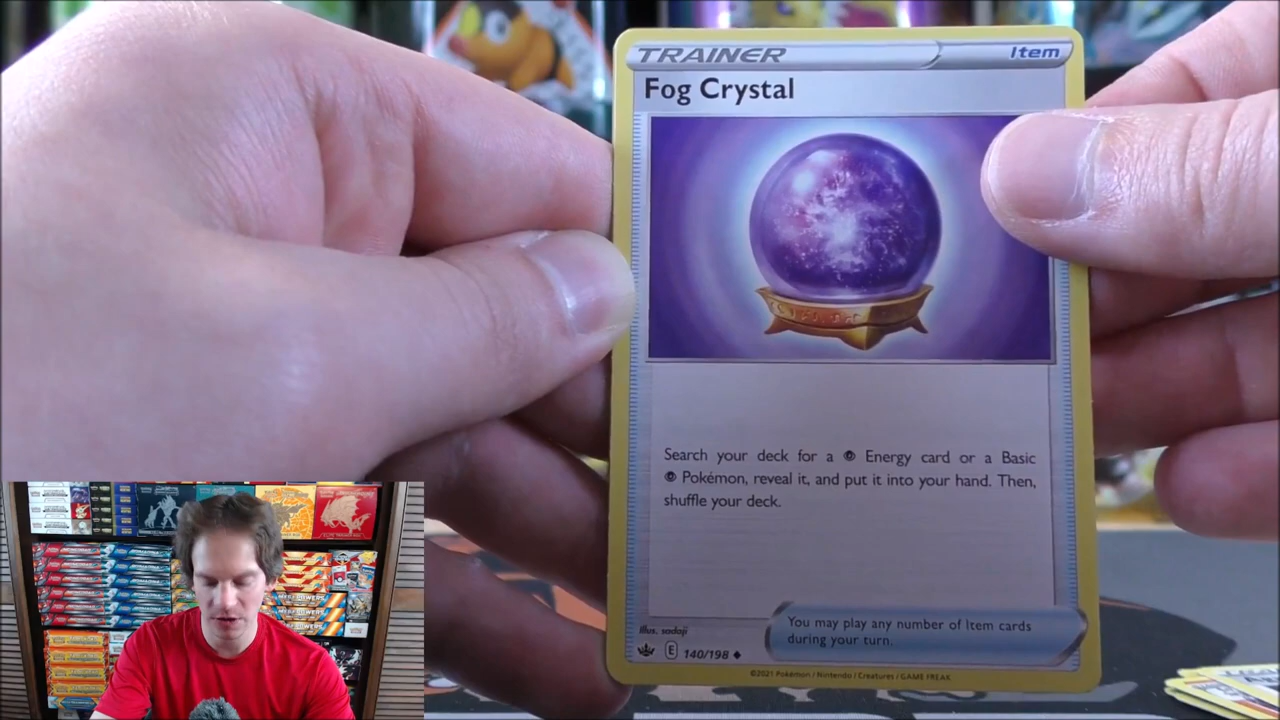 TRAINER Item
Fog Crystal
Search your deck for a Energy card or a Basic
Pokémon, reveal it, and put it into your hand. Then,
shuffle your deck.
Illus. sadaji
You may play any number of Item cards
during your turn.
E 140/198
©2021 Pokémon / Nintendo / Creatures / GAME FREAK